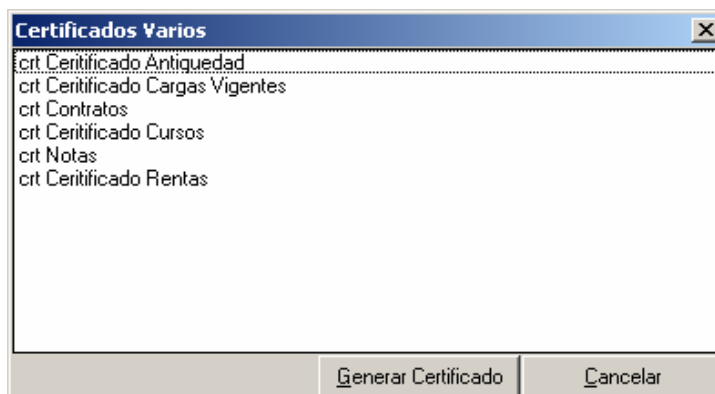 Certificados Varios
crt Ceritificado Antiguedad
crt Ceritificado Cargas Vigentes
crt Contratos
crt Ceritificado Cursos
crt Notas
crt Ceritificado Rentas
Generar Certificado Cancelar